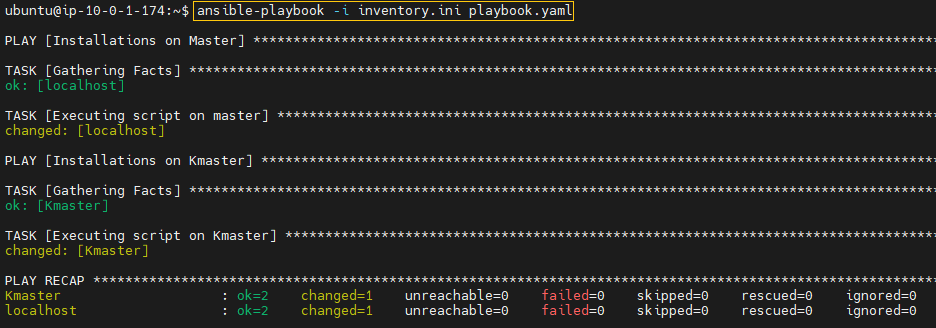 ubuntu@ip-10-0-1-174:~$ ansible-playbook -i inventory.ini playbook.yaml
PLAY [Installations on Master] *************************************************************************************
TASK [Gathering Facts] *********************************************************************************************
ok: [localhost]
TASK [Executing script on master] **********************************************************************************
changed: [localhost]
PLAY [Installations on Kmaster] ************************************************************************************
TASK [Gathering Facts] *********************************************************************************************
ok: [Kmaster]
TASK [Executing script on Kmaster] *********************************************************************************
changed: [Kmaster]
PLAY RECAP *********************************************************************************************************
Kmaster                    : ok=2    changed=1    unreachable=0    failed=0    skipped=0    rescued=0    ignored=0
localhost                  : ok=2    changed=1    unreachable=0    failed=0    skipped=0    rescued=0    ignored=0